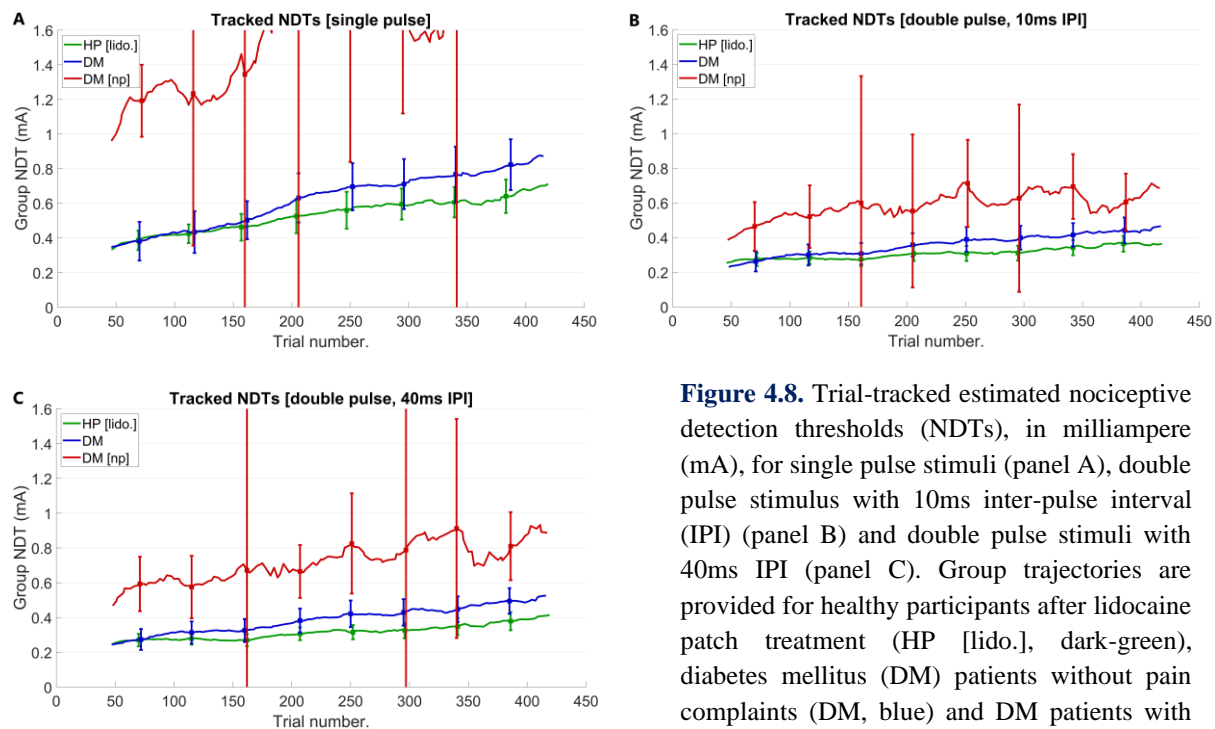 A
Tracked NDTs [single pulse]
Group NDT (mA)
1.6
1.4
1.2
1
0.8
0.6
0.4
0.2
0
HP [lido.]
DM
DM [np]
0 50 100 150 200 250 300 350 400 450
Trial number.
B
Tracked NDTs [double pulse, 10ms IPI]
Group NDT (mA)
1.6
1.4
1.2
1
0.8
0.6
0.4
0.2
0
HP [lido.]
DM
DM [np]
0 50 100 150 200 250 300 350 400 450
Trial number.
C
Tracked NDTs [double pulse, 40ms IPI]
Group NDT (mA)
1.6
1.4
1.2
1
0.8
0.6
0.4
0.2
0
HP [lido.]
DM
DM [np]
0 50 100 150 200 250 300 350 400 450
Trial number.
Figure 4.8. Trial-tracked estimated nociceptive
detection thresholds (NDTs), in milliampere
(mA), for single pulse stimuli (panel A), double
pulse stimulus with 10ms inter-pulse interval
(IPI) (panel B) and double pulse stimuli with
40ms IPI (panel C). Group trajectories are
provided for healthy participants after lidocaine
patch treatment (HP [lido.], dark-green),
diabetes mellitus (DM) patients without pain
complaints (DM, blue) and DM patients with